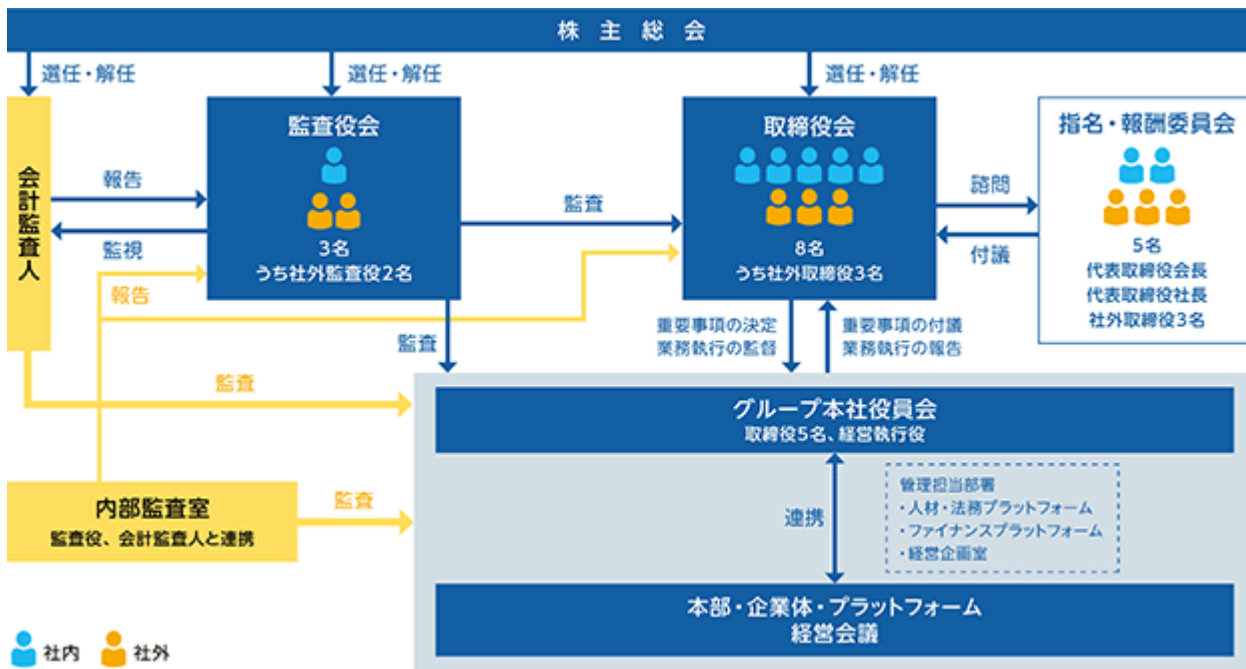 株主総会
選任・解任
選任・解任
選任・解任
会計監査人
監査役会
3名
うち社外監査役2名
取締役会
8名
うち社外取締役3名
指名・報酬委員会
5名
代表取締役会長
代表取締役社長
社外取締役3名
報告
監視
報告
監査
諮問
付議
監査
重要事項の決定
業務執行の監督
重要事項の付議
業務執行の報告
監査
グループ本社役員会
取締役5名、経営執行役
内部監査室
監査役、会計監査人と連携
監査
連携
管理担当部署
・人材・法務プラットフォーム
・ファイナンスプラットフォーム
・経営企画室
本部・企業体・プラットフォーム
経営会議
社内
社外